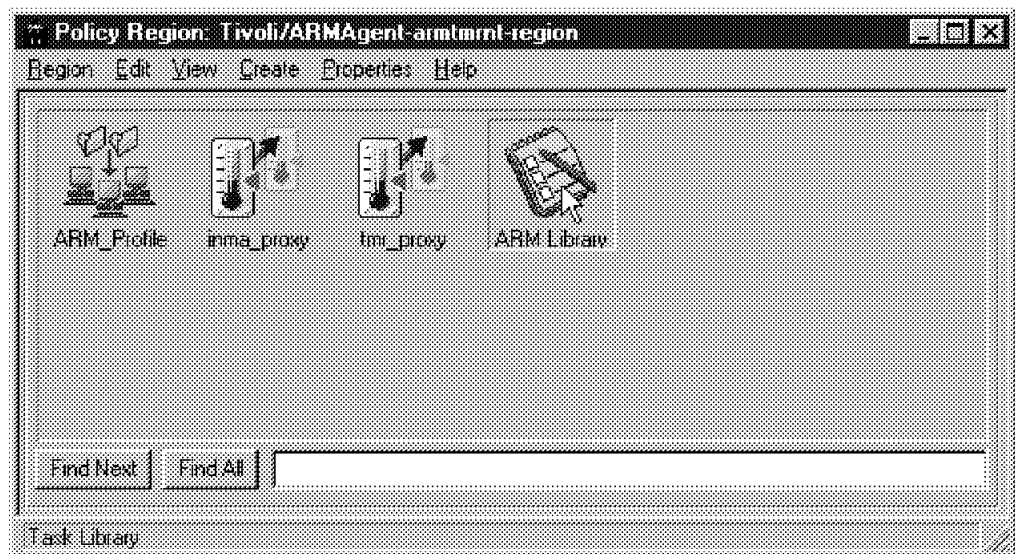 Policy Region: Tivoli/ARMAgent-armtmrnt-region
Region Edit View Create Properties Help
ARM_Profile inma_proxy tmr_proxy ARM Library
Find Next Find All
Task Library